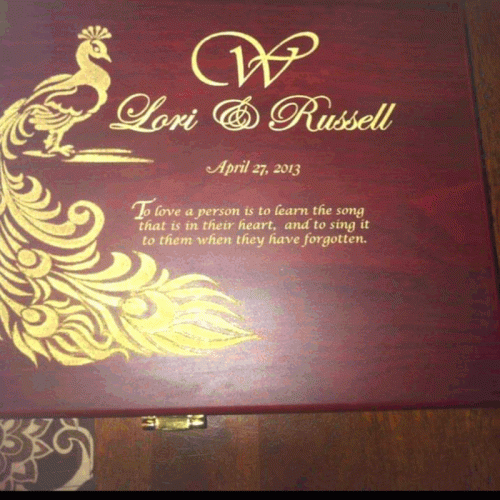 W
Lori & Russell
April 27, 2013
To love a person is to learn the song
that is in their heart, and to sing it
to them when they have forgotten.